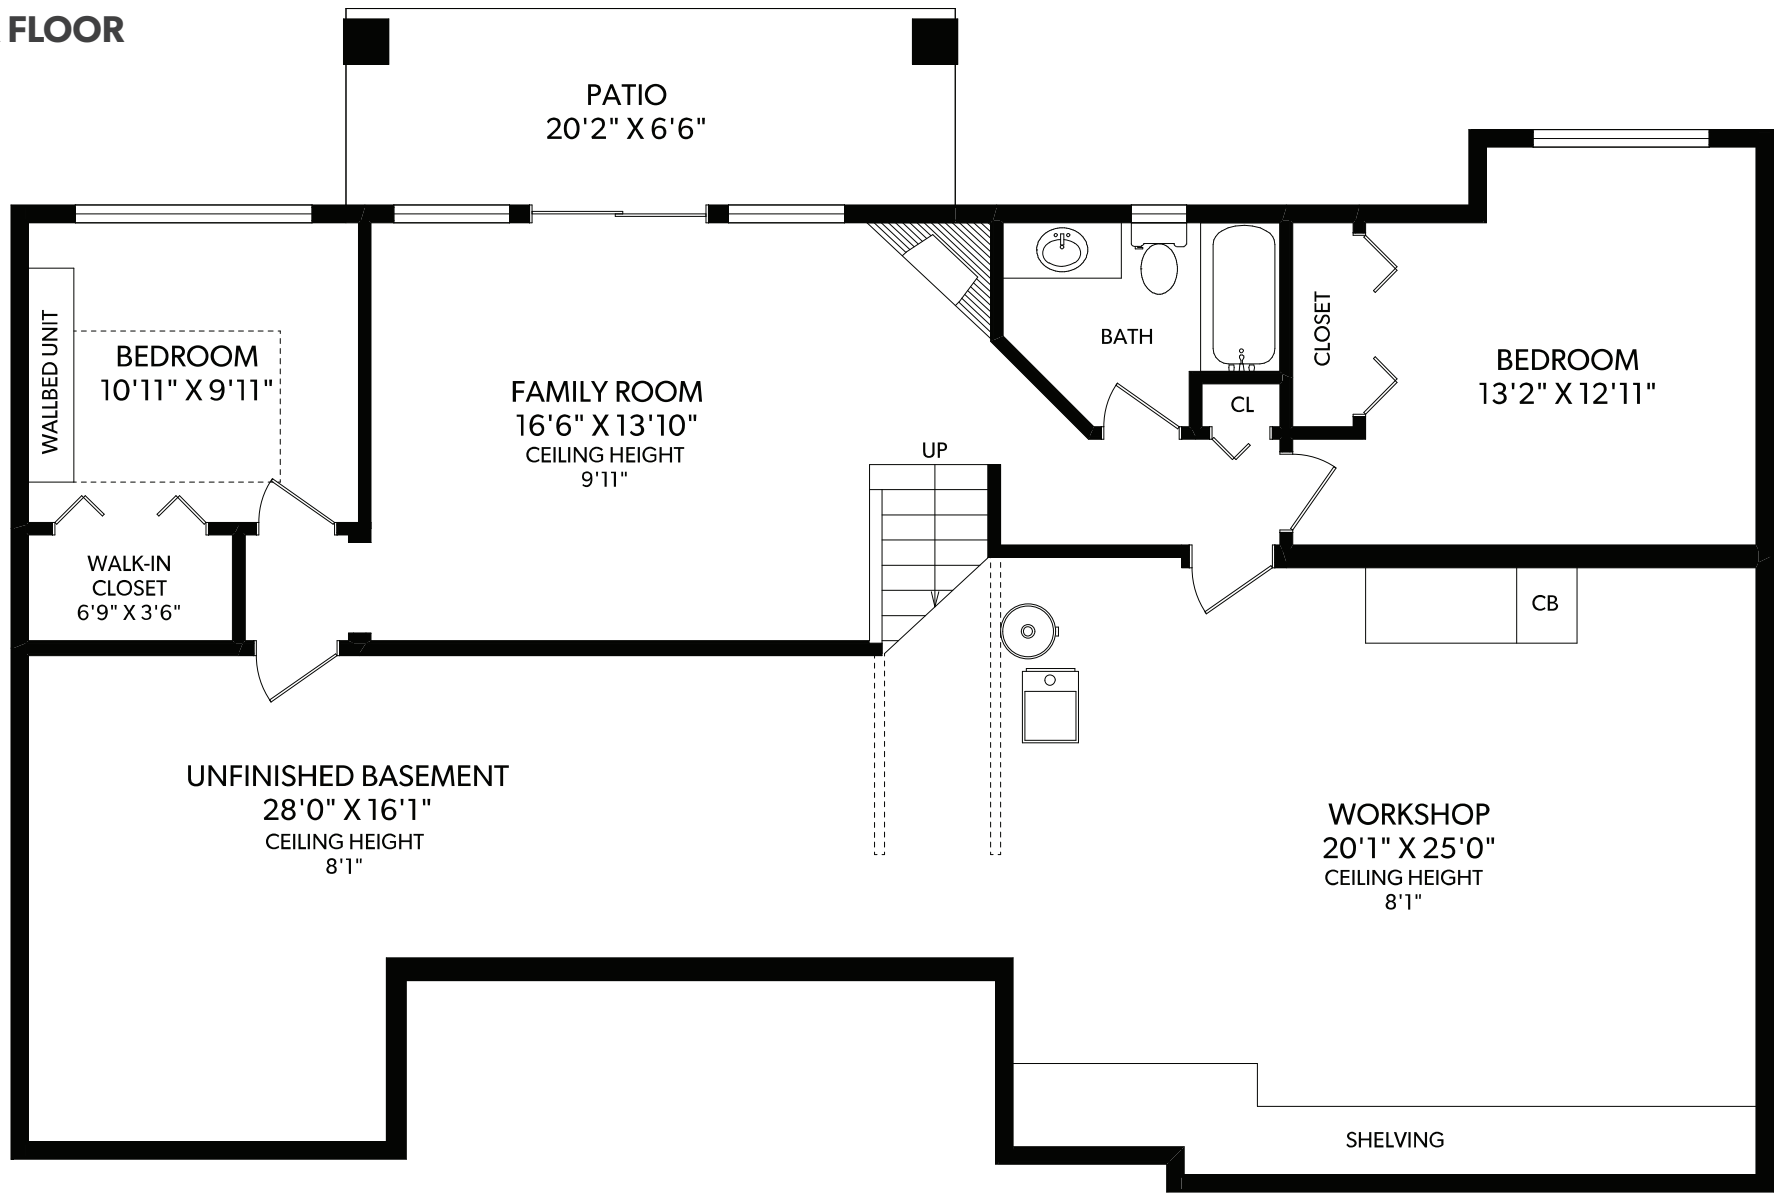 FLOOR
PATIO
20'2" X 6'6"
WALLBED UNIT
BEDROOM
10'11" X 9'11"
FAMILY ROOM
16'6" X 13'10"
CEILING HEIGHT
9'11"
UP
BATH
CL
CLOSET
BEDROOM
13'2" X 12'11"
WALK-IN
CLOSET
6'9" X 3'6"
CB
UNFINISHED BASEMENT
28'0" X 16'1"
CEILING HEIGHT
8'1"
WORKSHOP
20'1" X 25'0"
CEILING HEIGHT
8'1"
SHELVING